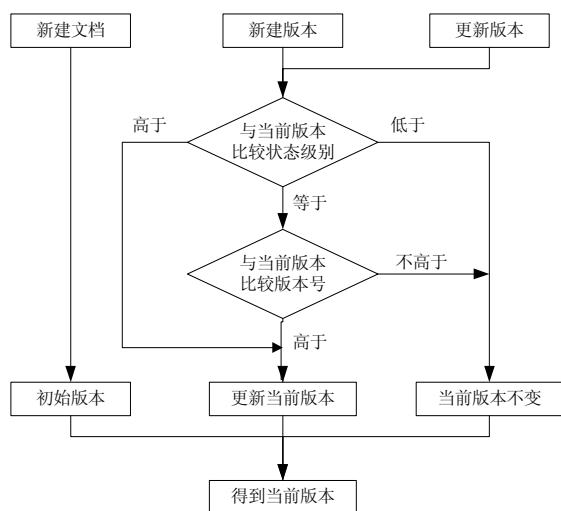 新建文档
新建版本
更新版本
高于
与当前版本
比较状态级别
低于
等于
与当前版本
比较版本号
不高于
高于
初始版本
更新当前版本
当前版本不变
得到当前版本